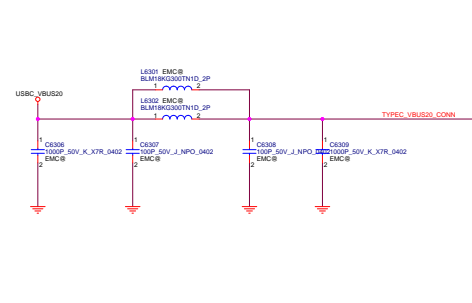 L6301 EMC@
BLM18KG300TN1D_2P
1 2
USBC_VBUS20
L6302 EMC@
BLM18KG300TN1D_2P
1 2
TYPEC_VBUS20_CONN
1 1 1 1
C6306 C6307 C6308 C6309
1000P_50V_K_X7R_0402 100P_50V_J_NPO_0402 100P_50V_J_NPO_0402 1000P_50V_K_X7R_0402
EMC@ EMC@ EMC@ EMC@
2 2 2 2